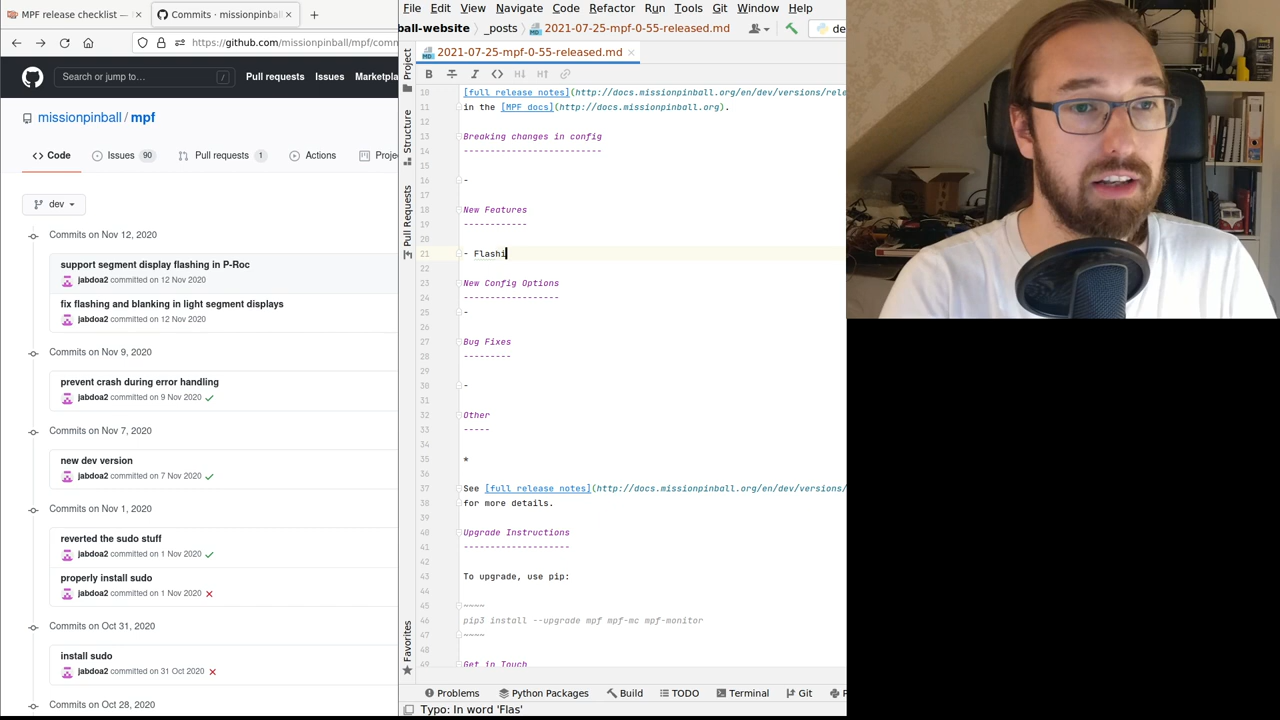 MPF release checklist —
Commits · missionpinball
https://github.com/missionpinball/mpf/comm
Search or jump to...
/
Pull requests
Issues
Marketpla
missionpinball / mpf
Code
Issues 90
Pull requests 1
Actions
Proje
dev
Commits on Nov 12, 2020
support segment display flashing in P-Roc
jabdoa2 committed on 12 Nov 2020
fix flashing and blanking in light segment displays
jabdoa2 committed on 12 Nov 2020
Commits on Nov 9, 2020
prevent crash during error handling
jabdoa2 committed on 9 Nov 2020
Commits on Nov 7, 2020
new dev version
jabdoa2 committed on 7 Nov 2020
Commits on Nov 1, 2020
reverted the sudo stuff
jabdoa2 committed on 1 Nov 2020
properly install sudo
jabdoa2 committed on 1 Nov 2020
Commits on Oct 31, 2020
install sudo
jabdoa2 committed on 31 Oct 2020
Commits on Oct 28, 2020
File Edit View Navigate Code Refactor Run Tools Git Window Help
ball-website
_posts
2021-07-25-mpf-0-55-released.md
de
2021-07-25-mpf-0-55-released.md
Project
Structure
Pull Requests
Favorites
10 [full release notes](http://docs.missionpinball.org/en/dev/versions/rele
11 in the [MPF docs](http://docs.missionpinball.org).
12
13 Breaking changes in config
14 --------------------------
15
16 -
17
18 New Features
19 ------------
20
21 - Flashi
22
23 New Config Options
24 ------------------
25 -
26
27 Bug Fixes
28 ---------
29
30 -
31
32 Other
33 -----
34
35 *
36
37 See [full release notes](http://docs.missionpinball.org/en/dev/versions/
38 for more details.
39
40 Upgrade Instructions
41 --------------------
42
43 To upgrade, use pip:
44
45 ~~~~
46 pip3 install --upgrade mpf mpf-mc mpf-monitor
47 ~~~~
48
49 Get in Touch
Problems
Python Packages
Build
TODO
Terminal
Git
P
Typo: In word 'Flas'